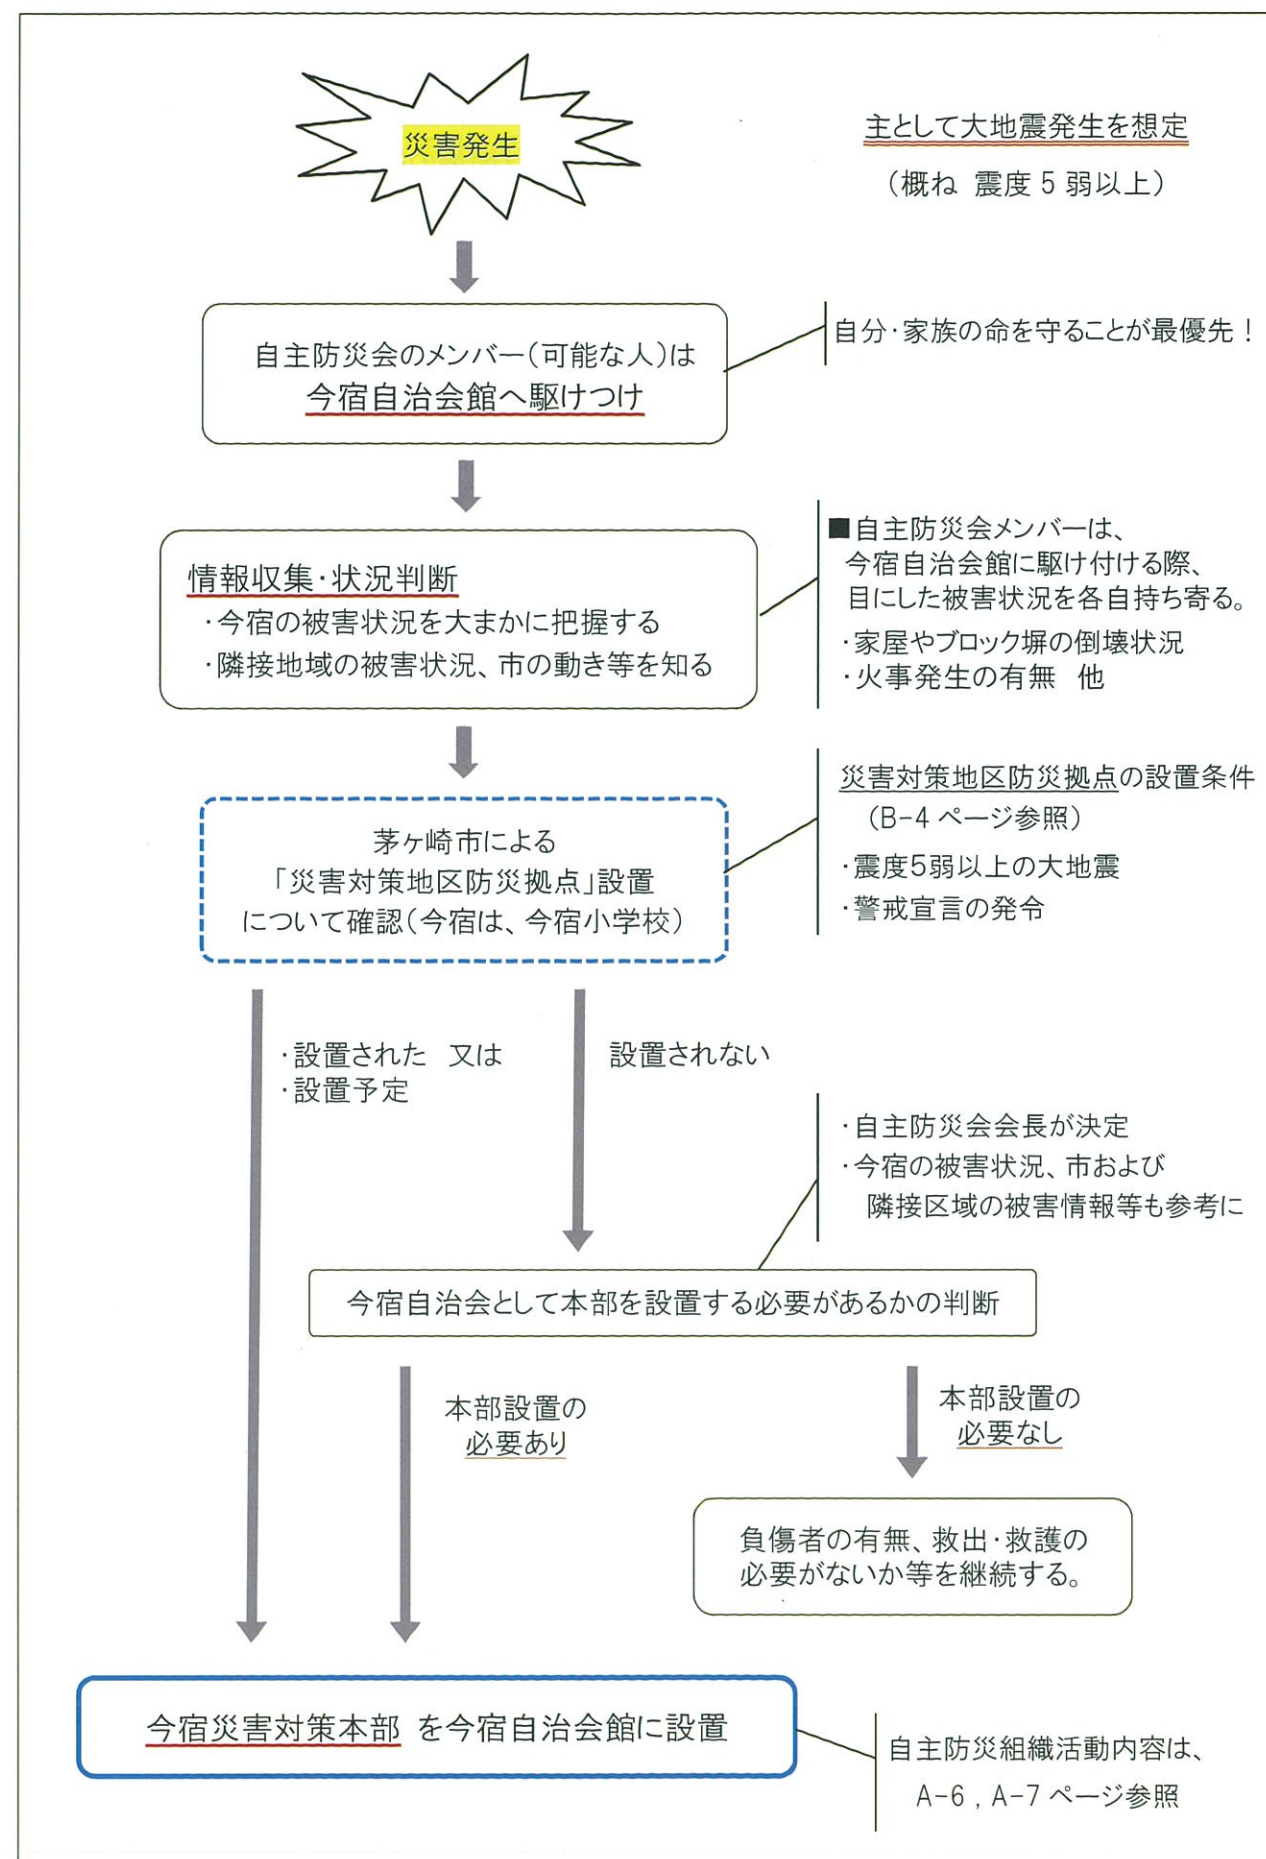 災害発生
主として大地震発生を想定
（概ね 震度５弱以上）
自主防災会のメンバー（可能な人）は
今宿自治会館へ駆けつけ
自分・家族の命を守ることが最優先！
情報収集・状況判断
・今宿の被害状況を大まかに把握する
・隣接地域の被害状況、市の動き等を知る
■自主防災会メンバーは、
今宿自治会館に駆け付ける際、
目にした被害状況を各自持ち寄る。
・家屋やブロック塀の倒壊状況
・火事発生の有無　他
茅ヶ崎市による
「災害対策地区防災拠点」設置
について確認（今宿は、今宿小学校）
災害対策地区防災拠点の設置条件
（B-4 ページ参照）
・震度５弱以上の大地震
・警戒宣言の発令
・設置された　又は
・設置予定
設置されない
・自主防災会会長が決定
・今宿の被害状況、市および
隣接区域の被害情報等も参考に
今宿自治会として本部を設置する必要があるかの判断
本部設置の
必要あり
本部設置の
必要なし
負傷者の有無、救出・救護の
必要がないか等を継続する。
今宿災害対策本部 を今宿自治会館に設置
自主防災組織活動内容は、
A-6 , A-7 ページ参照